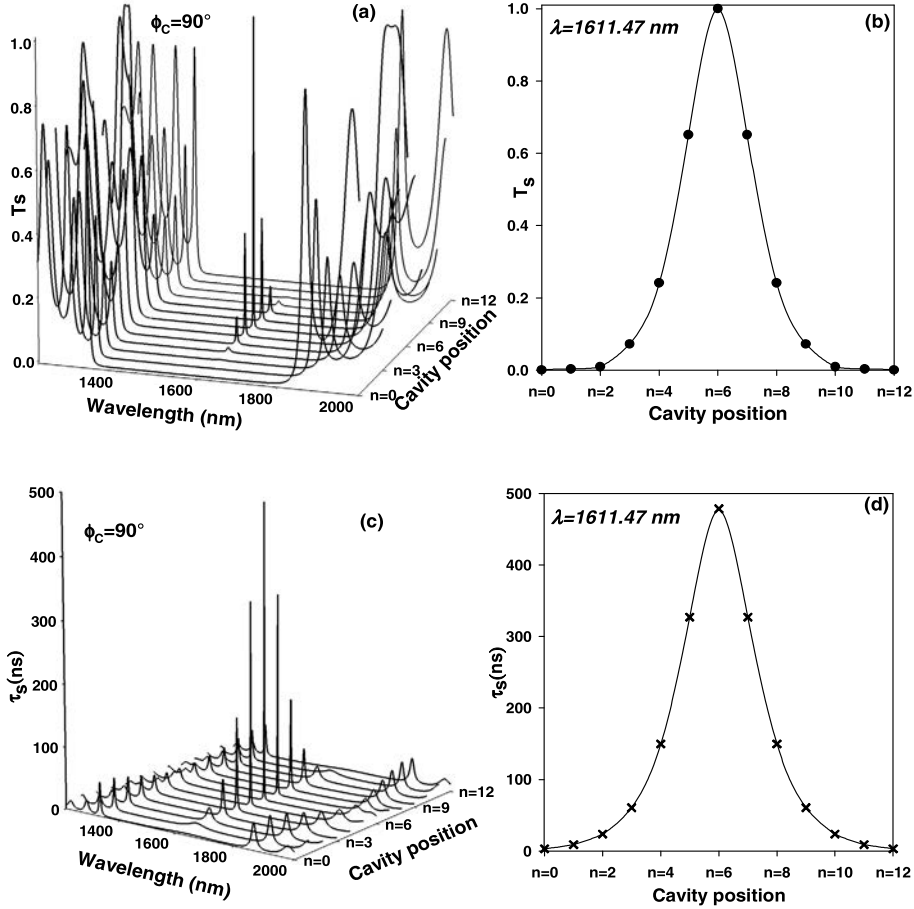 (a)
ϕC=90°
1.0
0.8
0.6
Ts
0.4
0.2
0.0
1400
1600
1800
2000
Wavelength (nm)
n=0
n=3
n=6
n=9
n=12
Cavity position
(b)
λ=1611.47 nm
1.0
0.8
0.6
TS
0.4
0.2
0.0
n=0
n=2
n=4
n=6
n=8
n=10
n=12
Cavity position
(c)
ϕC=90°
500
400
300
200
100
0
τS(ns)
1400
1600
1800
2000
Wavelength (nm)
n=0
n=3
n=6
n=9
n=12
Cavity position
(d)
λ=1611.47 nm
500
400
300
200
100
0
τS(ns)
n=0
n=2
n=4
n=6
n=8
n=10
n=12
Cavity position